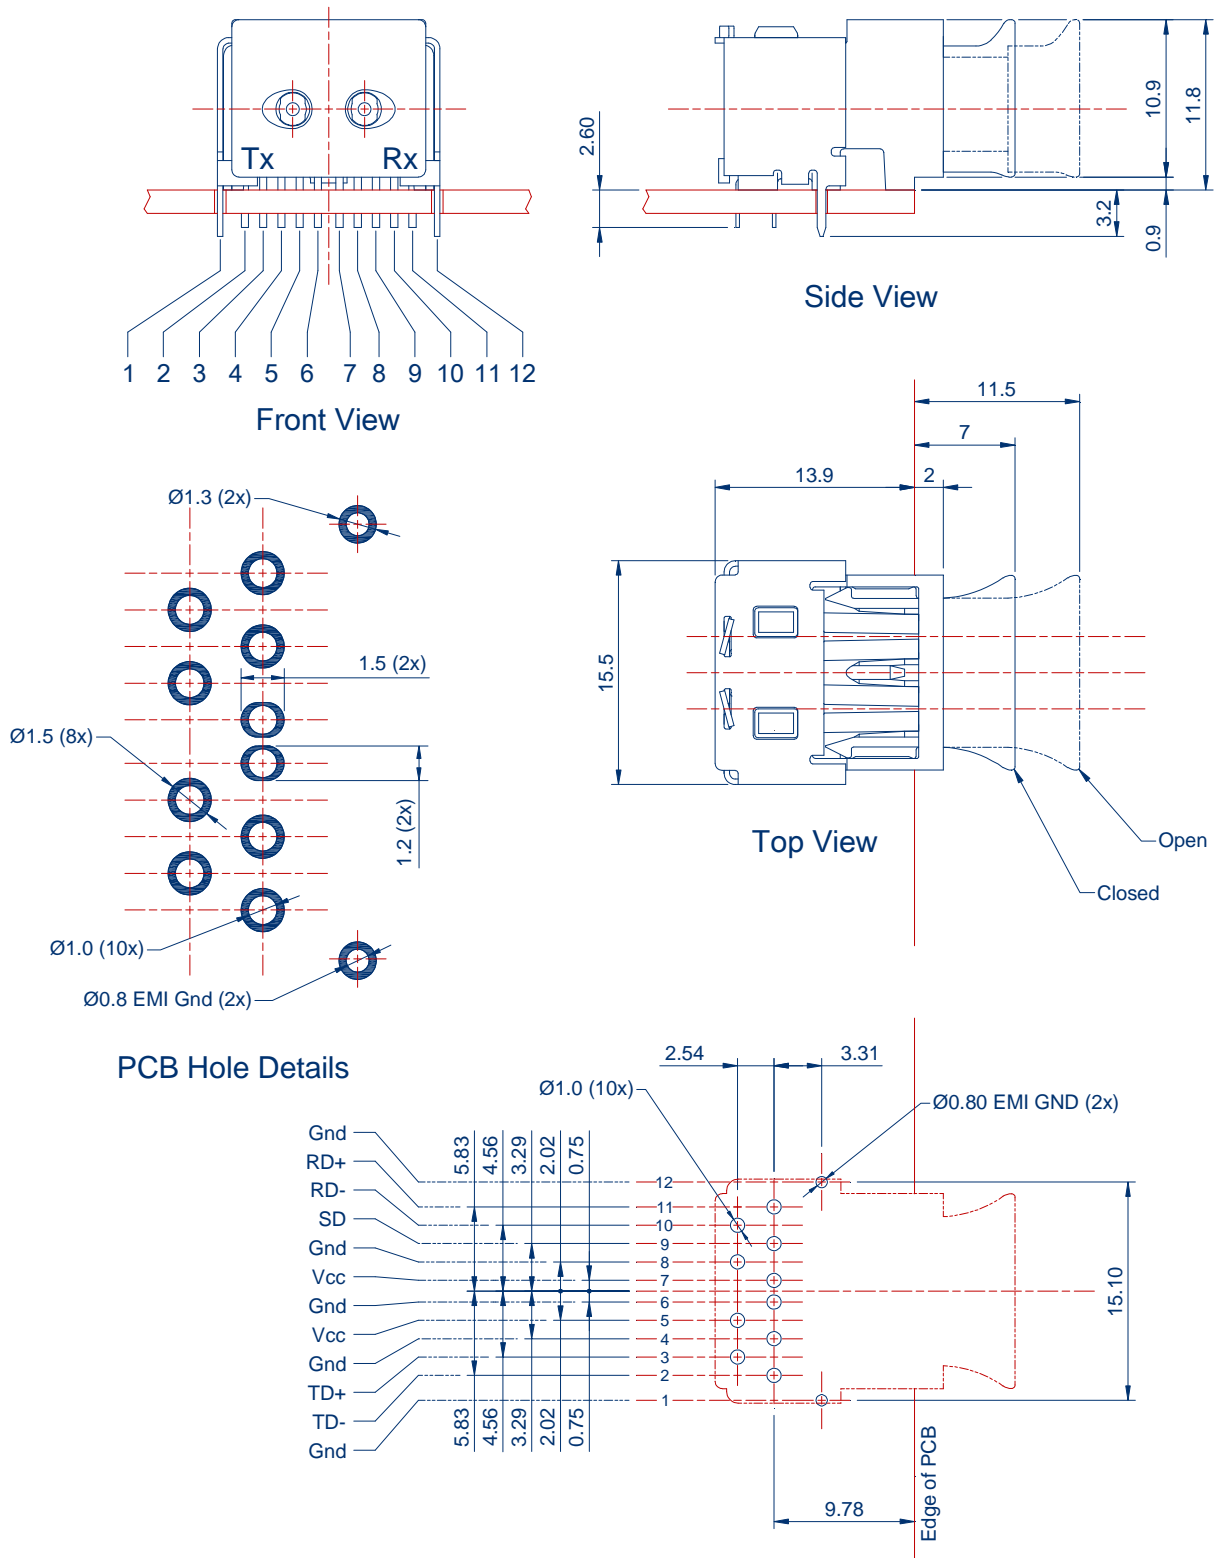 Tx Rx
1 2 3 4 5 6 7 8 9 10 11 12
Front View
2.60
10.9
11.8
3.2
0.9
Side View
11.5
7
13.9
2
15.5
Top View
Open
Closed
Ø1.3 (2x)
1.5 (2x)
Ø1.5 (8x)
1.2 (2x)
Ø1.0 (10x)
Ø0.8 EMI Gnd (2x)
PCB Hole Details
2.54
3.31
Ø1.0 (10x)
Ø0.80 EMI GND (2x)
Gnd
RD+
RD-
SD
Gnd
Vcc
Gnd
Vcc
Gnd
TD+
TD-
Gnd
5.83
4.56
3.29
2.02
0.75
5.83
4.56
3.29
2.02
0.75
12
11
10
9
8
7
6
5
4
3
2
1
15.10
9.78
Edge of PCB